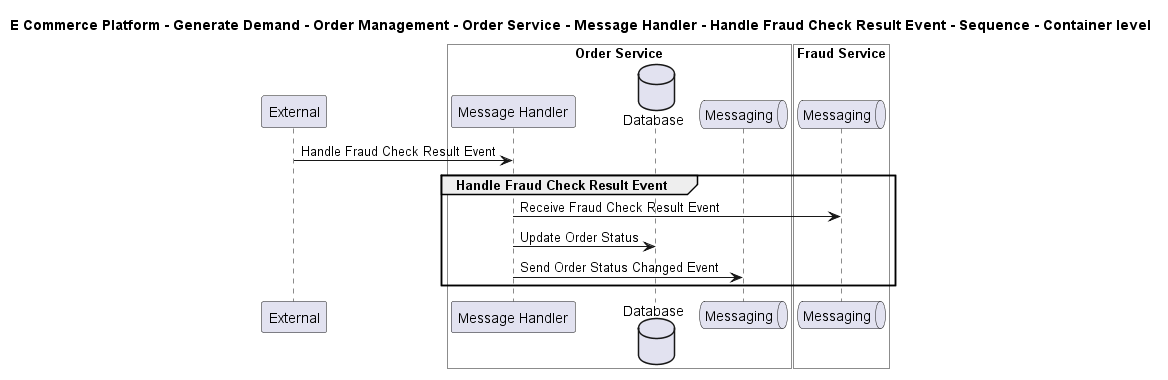 E Commerce Platform - Generate Demand - Order Management - Order Service - Message Handler - Handle Fraud Check Result Event - Sequence - Container level
Order Service
Fraud Service
External
Message Handler
Database
Messaging
Messaging
Handle Fraud Check Result Event
Handle Fraud Check Result Event
Receive Fraud Check Result Event
Update Order Status
Send Order Status Changed Event
External
Message Handler
Database
Messaging
Messaging